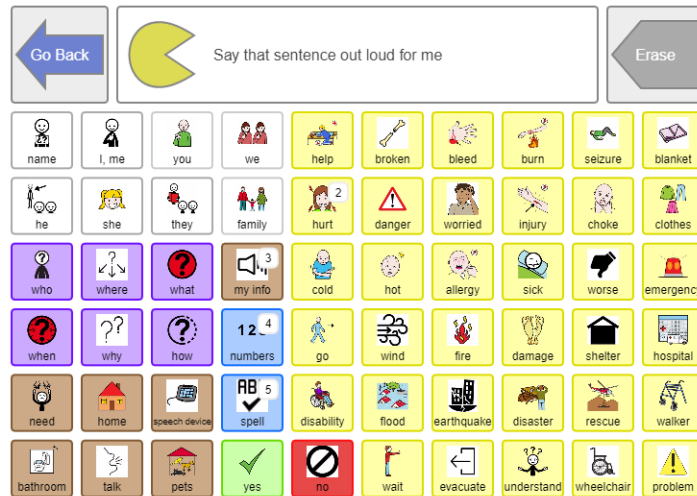 Go Back
Say that sentence out loud for me
Erase
name I, me you we help broken bleed burn seizure blanket
he she they family hurt 2 danger worried injury choke clothes
who where what my info 3 cold hot allergy sick worse emergency
when why how 12 numbers 4 go wind fire damage shelter hospital
need home speech device AB spell 5 disability flood earthquake disaster rescue walker
bathroom talk pets yes no wait evacuate understand wheelchair problem